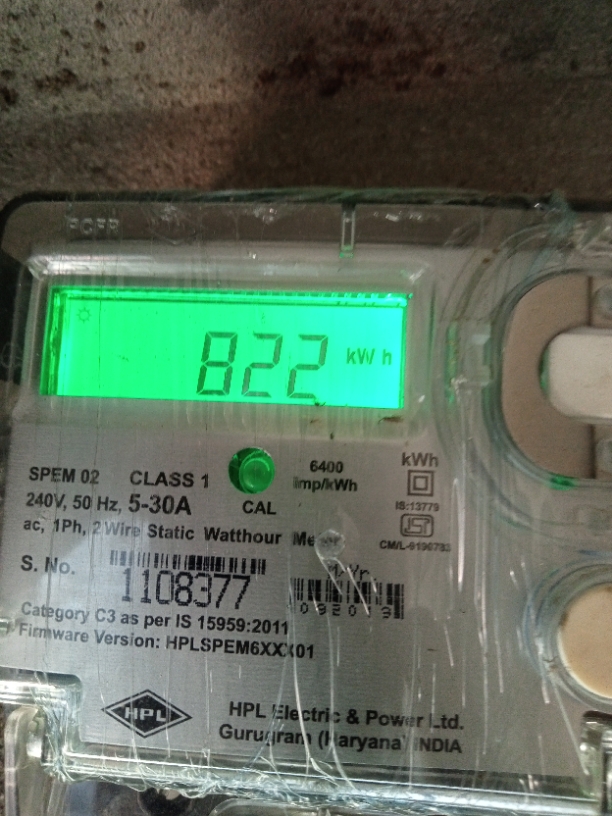 822 kW h
SPEM 02 CLASS 1
6400
imp/kWh
kWh
240V, 50 Hz, 5-30A
CAL
IS:13779
ISI
ac, 1Ph, 2 Wire Static Watthour
S. No.
1108377
092019
Category C3 as per IS 15959:2011
Firmware Version:
HPL
HPL Electric & Power Ltd.
Gurugram (Haryana) INDIA